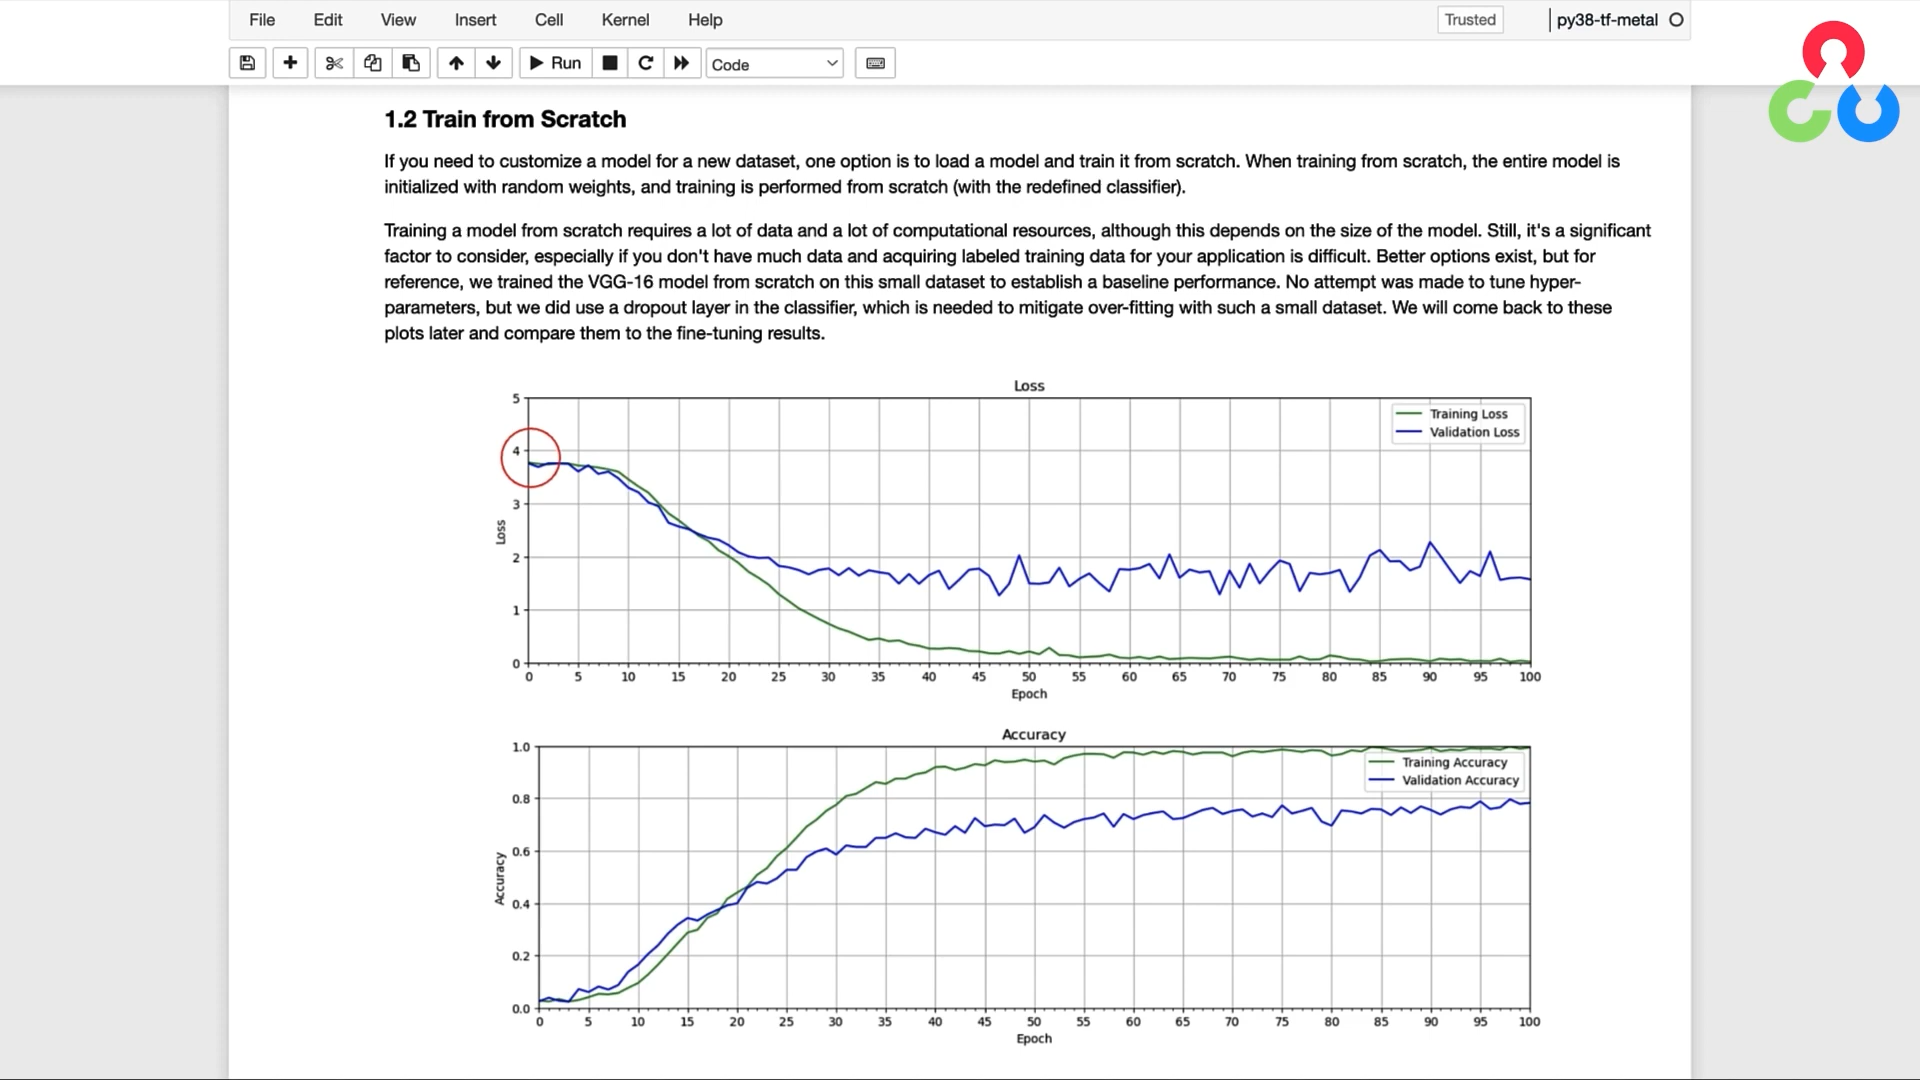 File Edit View Insert Cell Kernel Help Trusted py38-tf-metal
Run Code
1.2 Train from Scratch
If you need to customize a model for a new dataset, one option is to load a model and train it from scratch. When training from scratch, the entire model is
initialized with random weights, and training is performed from scratch (with the redefined classifier).
Training a model from scratch requires a lot of data and a lot of computational resources, although this depends on the size of the model. Still, it's a significant
factor to consider, especially if you don't have much data and acquiring labeled training data for your application is difficult. Better options exist, but for
reference, we trained the VGG-16 model from scratch on this small dataset to establish a baseline performance. No attempt was made to tune hyper-
parameters, but we did use a dropout layer in the classifier, which is needed to mitigate over-fitting with such a small dataset. We will come back to these
plots later and compare them to the fine-tuning results.
Loss
5
4
3
2
1
0
Loss
Training Loss
Validation Loss
0 5 10 15 20 25 30 35 40 45 50 55 60 65 70 75 80 85 90 95 100
Epoch
Accuracy
1.0
0.8
0.6
0.4
0.2
0.0
Accuracy
Training Accuracy
Validation Accuracy
0 5 10 15 20 25 30 35 40 45 50 55 60 65 70 75 80 85 90 95 100
Epoch